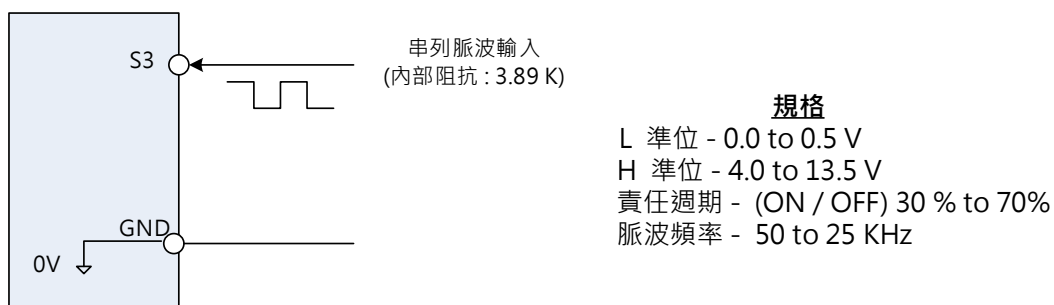 S3
串列脈波輸入
(內部阻抗 : 3.89 K)
GND
0V
規格
L 準位 - 0.0 to 0.5 V
H 準位 - 4.0 to 13.5 V
責任週期 - (ON / OFF) 30 % to 70%
脈波頻率 - 50 to 25 KHz